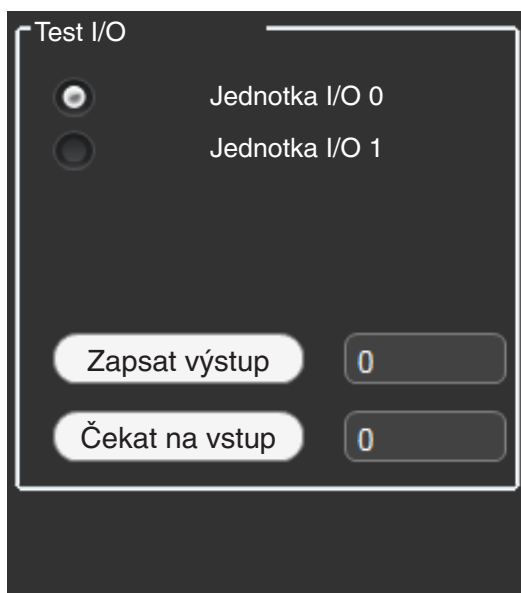 Test I/O
Jednotka I/O 0
Jednotka I/O 1
Zapsat výstup 0
Čekat na vstup 0